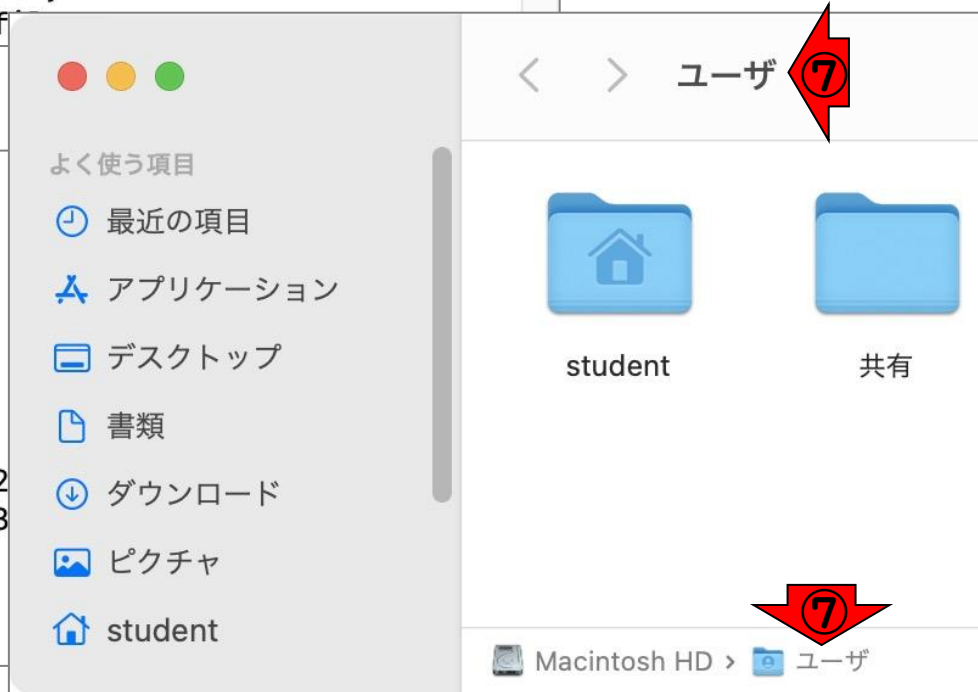 ユーザ
⑦
よく使う項目
最近の項目
アプリケーション
デスクトップ
書類
ダウンロード
ピクチャ
student
student
共有
⑦
Macintosh HD › ユーザ
2
3